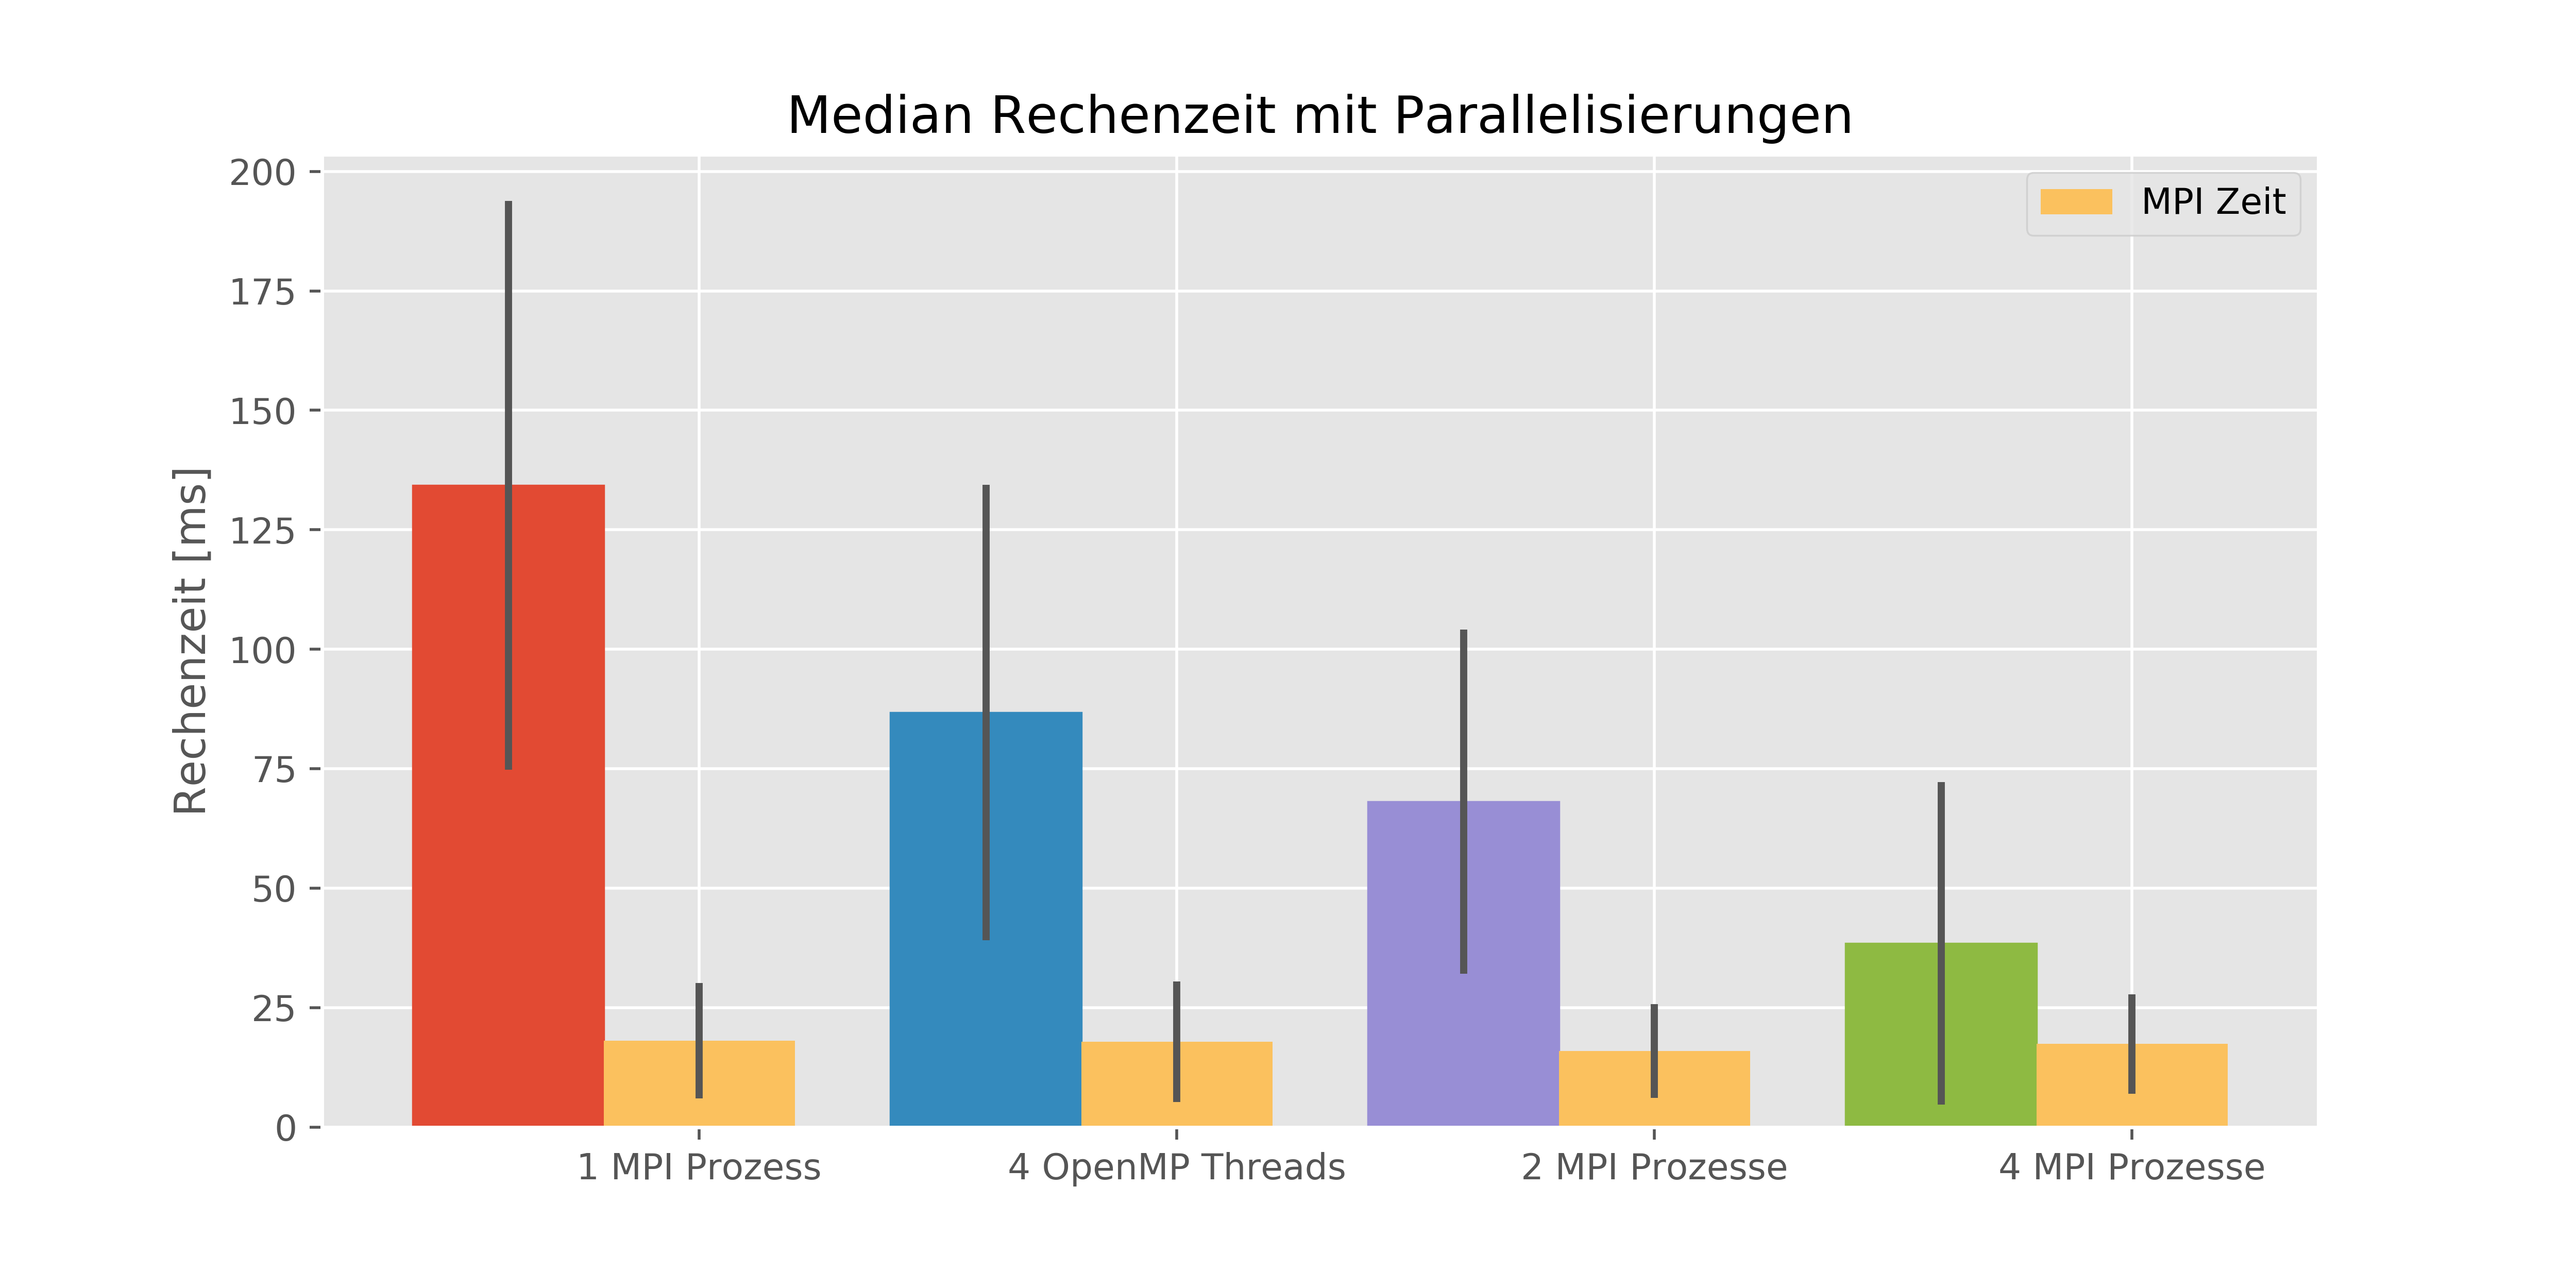 Median Rechenzeit mit Parallelisierungen
MPI Zeit
Rechenzeit [ms]
200
175
150
125
100
75
50
25
0
1 MPI Prozess
4 OpenMP Threads
2 MPI Prozesse
4 MPI Prozesse